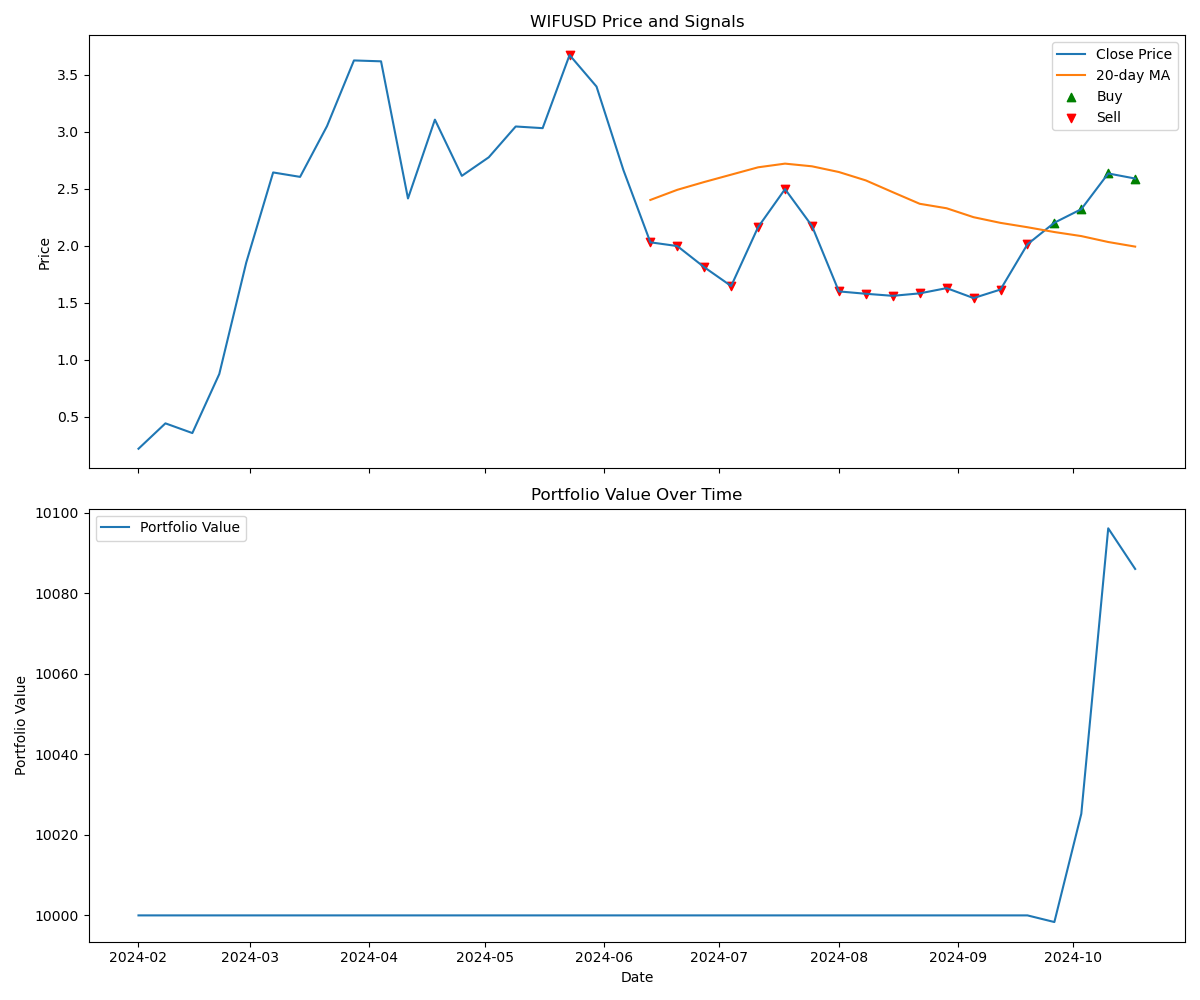 WIFUSD Price and Signals
Close Price
20-day MA
Buy
Sell
3.5
3.0
2.5
2.0
1.5
1.0
0.5
Price
Portfolio Value Over Time
Portfolio Value
10100
10080
10060
10040
10020
10000
Portfolio Value
2024-02 2024-03 2024-04 2024-05 2024-06 2024-07 2024-08 2024-09 2024-10
Date